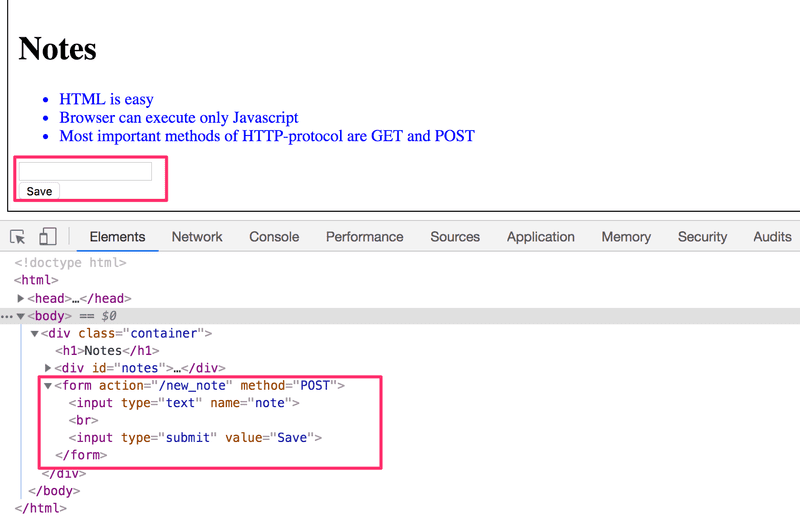 Notes
HTML is easy
Browser can execute only Javascript
Most important methods of HTTP-protocol are GET and POST
Save
Elements Network Console Performance Sources Application Memory Security Audits
<!doctype html>
<html>
<head>…</head>
<body> == $0
<div class="container">
<h1>Notes</h1>
<div id="notes">…</div>
<form action="/new_note" method="POST">
<input type="text" name="note">
<br>
<input type="submit" value="Save">
</form>
</div>
</body>
</html>